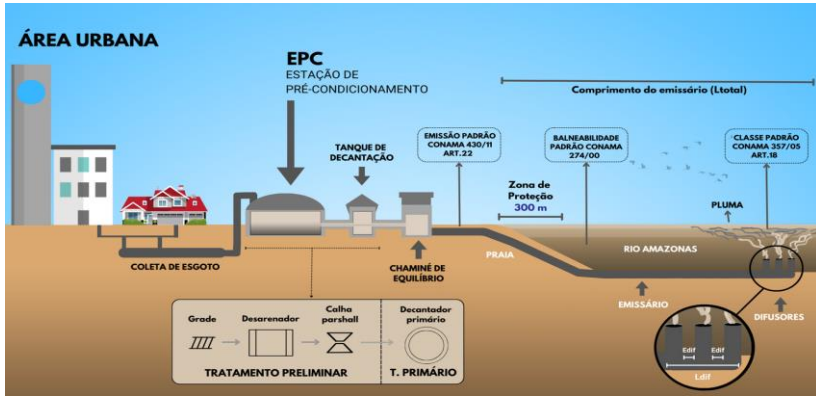 ÁREA URBANA
EPC
ESTAÇÃO DE
PRÉ-CONDICIONAMENTO
Comprimento do emissário (Ltotal)
TANQUE DE
DECANTAÇÃO
EMISSÃO PADRÃO
CONAMA 430/11
ART.22
BALNEABILIDADE
PADRÃO CONAMA
274/00
CLASSE PADRÃO
CONAMA 357/05
ART.18
Zona de
Proteção
300 m
PLUMA
COLETA DE ESGOTO
CHAMINÉ DE
EQUILÍBRIO
PRAIA
RIO AMAZONAS
EMISSÁRIO
DIFUSORES
Grade
Desarenador
Calha
parshall
Decantador
primário
TRATAMENTO PRELIMINAR
T. PRIMÁRIO
Edif
Edif
Ldif